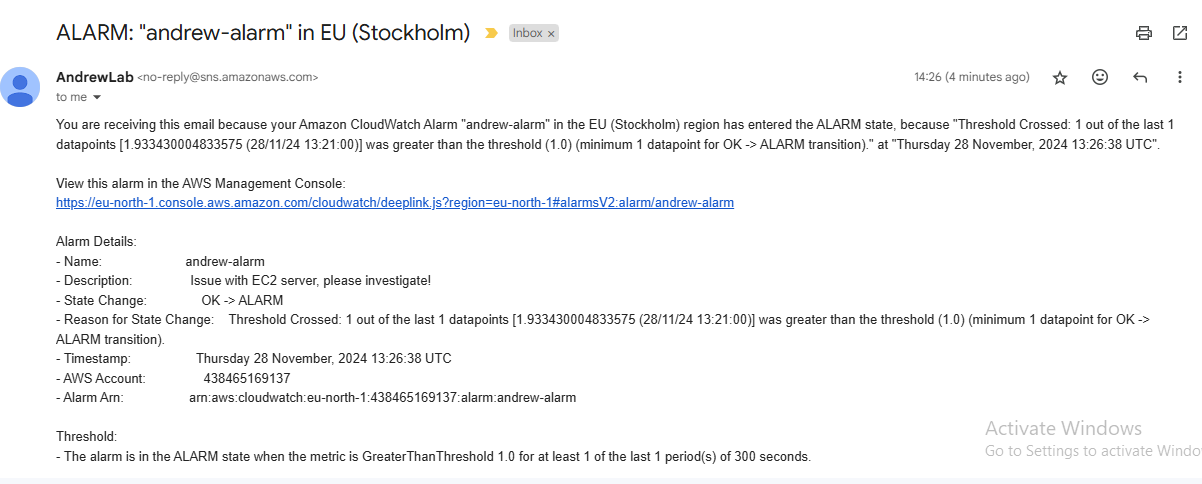 ALARM: "andrew-alarm" in EU (Stockholm) Inbox ×
AndrewLab <no-reply@sns.amazonaws.com> 14:26 (4 minutes ago)
to me
You are receiving this email because your Amazon CloudWatch Alarm "andrew-alarm" in the EU (Stockholm) region has entered the ALARM state, because "Threshold Crossed: 1 out of the last 1
datapoints [1.933430004833575 (28/11/24 13:21:00)] was greater than the threshold (1.0) (minimum 1 datapoint for OK -> ALARM transition)." at "Thursday 28 November, 2024 13:26:38 UTC".
View this alarm in the AWS Management Console:
https://eu-north-1.console.aws.amazon.com/cloudwatch/deeplink.js?region=eu-north-1#alarmsV2:alarm/andrew-alarm
Alarm Details:
- Name: andrew-alarm
- Description: Issue with EC2 server, please investigate!
- State Change: OK -> ALARM
- Reason for State Change: Threshold Crossed: 1 out of the last 1 datapoints [1.933430004833575 (28/11/24 13:21:00)] was greater than the threshold (1.0) (minimum 1 datapoint for OK ->
ALARM transition).
- Timestamp: Thursday 28 November, 2024 13:26:38 UTC
- AWS Account: 438465169137
- Alarm Arn: arn:aws:cloudwatch:eu-north-1:438465169137:alarm:andrew-alarm
Threshold:
- The alarm is in the ALARM state when the metric is GreaterThanThreshold 1.0 for at least 1 of the last 1 period(s) of 300 seconds.
Activate Windows
Go to Settings to activate Windo